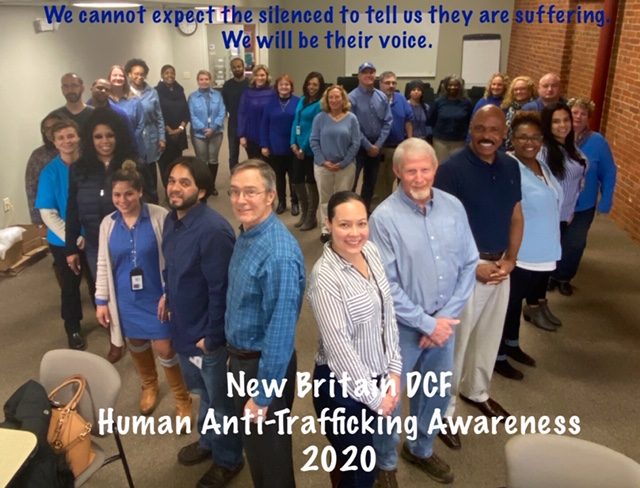 We cannot expect the silenced to tell us they are suffering.
We will be their voice.
New Britain DCF
Human Anti-Trafficking Awareness
2020